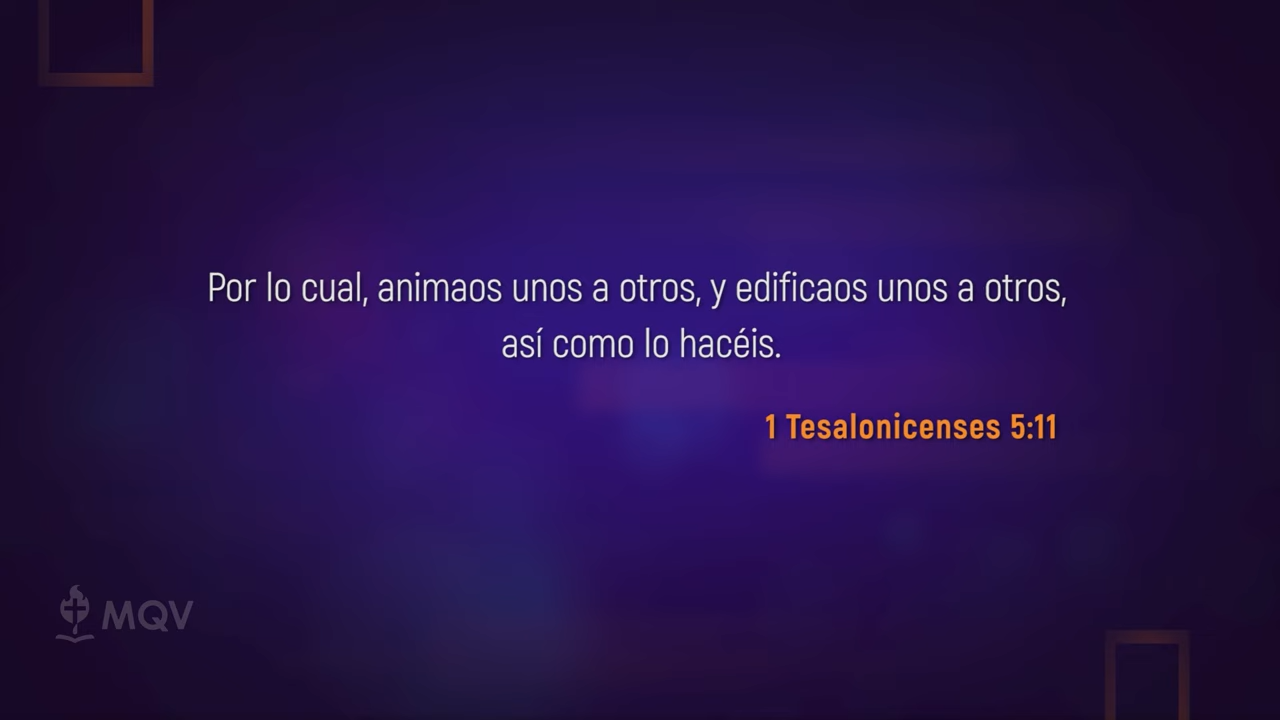 Por lo cual, animaos unos a otros, y edificaos unos a otros,
así como lo hacéis.
1 Tesalonicenses 5:11
MQV